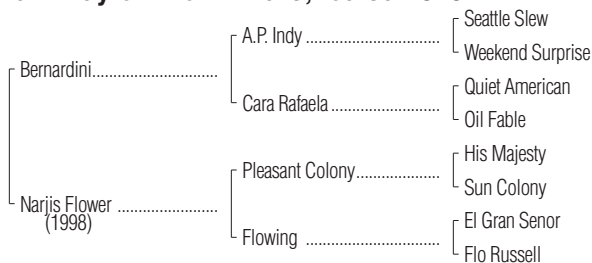 Seattle Slew
A.P. Indy
Weekend Surprise
Bernardini
Quiet American
Cara Rafaela
Oil Fable
His Majesty
Pleasant Colony
Sun Colony
Narjis Flower
(1998)
El Gran Senor
Flowing
Flo Russell